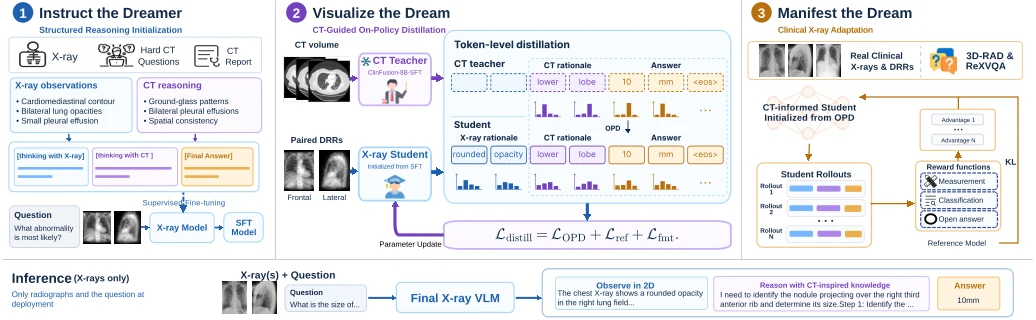 1 Instruct the Dreamer
Structured Reasoning Initialization
X-ray
Hard CT
Questions
CT
Report
X-ray observations
• Cardiomediastinal contour
• Bilateral lung opacities
• Small pleural effusion
CT reasoning
• Ground-glass patterns
• Bilateral pleural effusions
• Spatial consistency
[thinking with X-ray]
[thinking with CT ]
[Final Answer]
Supervised Fine-tuning
Question
What abnormality
is most likely?
X-ray Model
SFT
Model
2 Visualize the Dream
CT-Guided On-Policy Distillation
CT volume
CT Teacher
ClinFusion-8B-SFT
Paired DRRs
Frontal
Lateral
X-ray Student
Initialized from SFT
Parameter Update
Token-level distillation
CT teacher
CT rationale
Answer
lower
lobe
10
mm
<eos>
...
OPD
Student
X-ray rationale
CT rationale
Answer
rounded
opacity
lower
lobe
10
mm
<eos>
...
ℒdistill = ℒOPD + ℒref + ℒfmt.
3 Manifest the Dream
Clinical X-ray Adaptation
Real Clinical
X-rays & DRRs
3D-RAD &
ReXVQA
CT-informed Student
Initialized from OPD
Advantage 1
...
Advantage N
KL
Student Rollouts
Rollout
1
Rollout
2
...
Rollout
N
Reward functions
Measurement
Classification
Open answer
Reference Model
Inference (X-rays only)
Only radiographs and the question at
deployment
X-ray(s) + Question
Question
What is the size of...
Final X-ray VLM
Observe in 2D
The chest X-ray shows a rounded opacity
in the right lung field...
Reason with CT-inspired knowledge
I need to identify the nodule projecting over the right third
anterior rib and determine its size.Step 1: Identify the ...
Answer
10mm